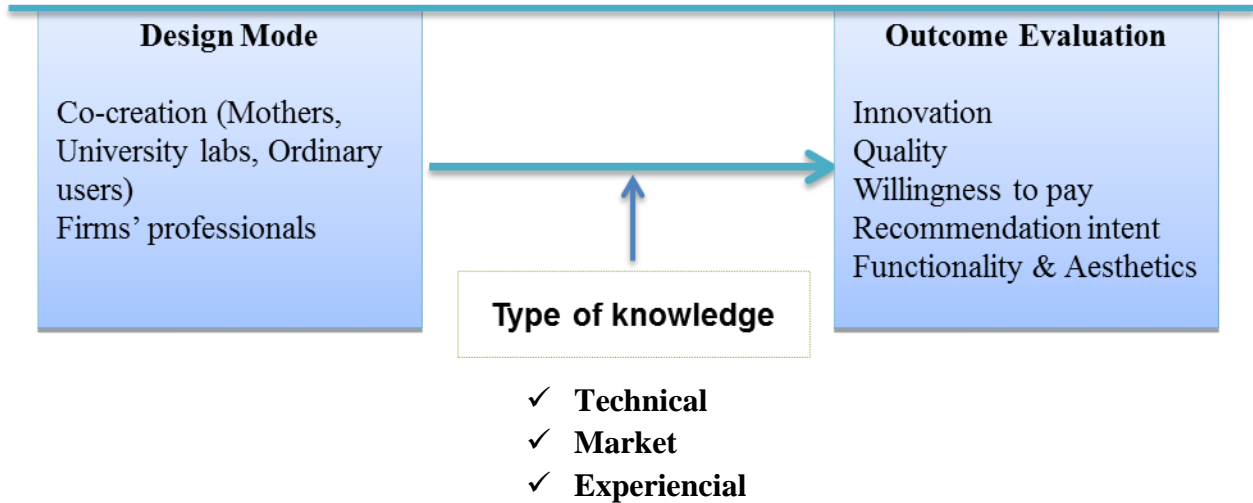 Design Mode
Co-creation (Mothers,
University labs, Ordinary
users)
Firms’ professionals
Outcome Evaluation
Innovation
Quality
Willingness to pay
Recommendation intent
Functionality & Aesthetics
Type of knowledge
✓ Technical
✓ Market
✓ Experiencial